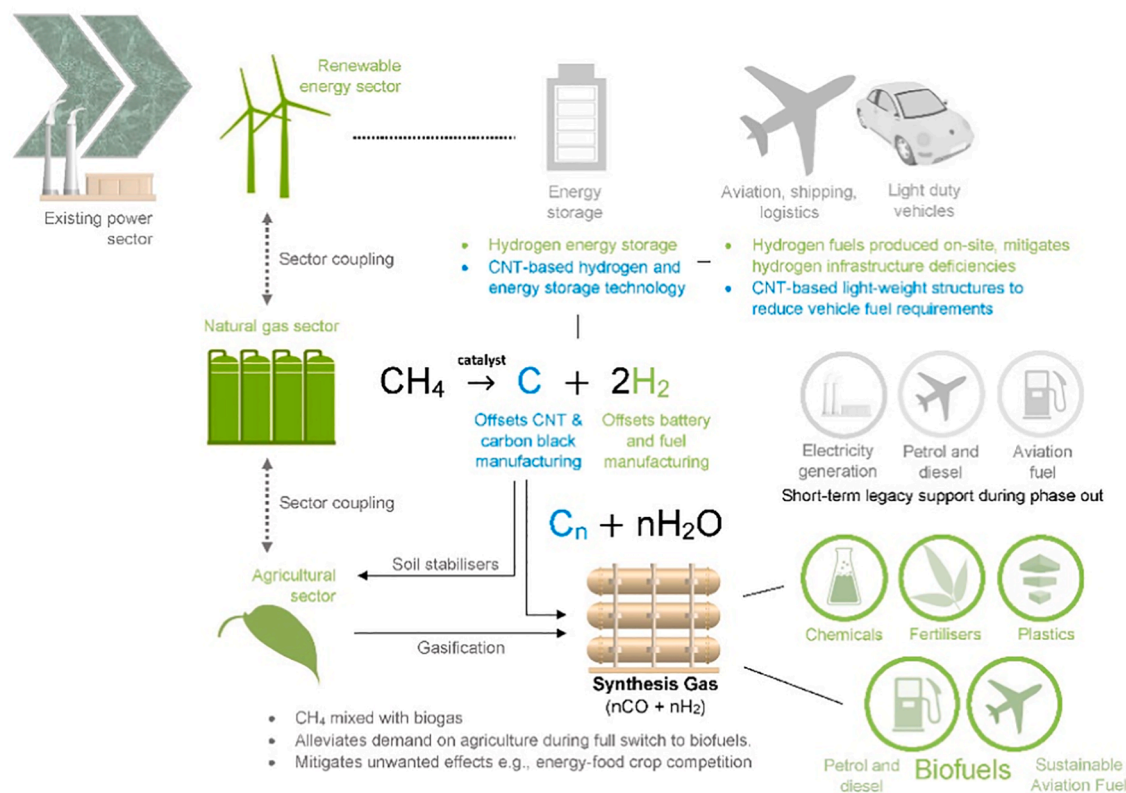 Renewable
energy sector
Existing power
sector
Energy
storage
Aviation, shipping,
logistics
Light duty
vehicles
Sector coupling
• Hydrogen energy storage
• CNT-based hydrogen and
energy storage technology
• Hydrogen fuels produced on-site, mitigates
hydrogen infrastructure deficiencies
• CNT-based light-weight structures to
reduce vehicle fuel requirements
Natural gas sector
catalyst
CH₄ → C + 2H₂
Offsets CNT &
carbon black
manufacturing
Offsets battery
and fuel
manufacturing
Electricity
generation
Petrol and
diesel
Aviation
fuel
Short-term legacy support during phase out
Sector coupling
Cₙ + nH₂O
Soil stabilisers
Agricultural
sector
Gasification
Chemicals
Fertilisers
Plastics
Synthesis Gas
(nCO + nH₂)
• CH₄ mixed with biogas
• Alleviates demand on agriculture during full switch to biofuels.
• Mitigates unwanted effects e.g., energy-food crop competition
Petrol and
diesel
Biofuels
Sustainable
Aviation Fuel